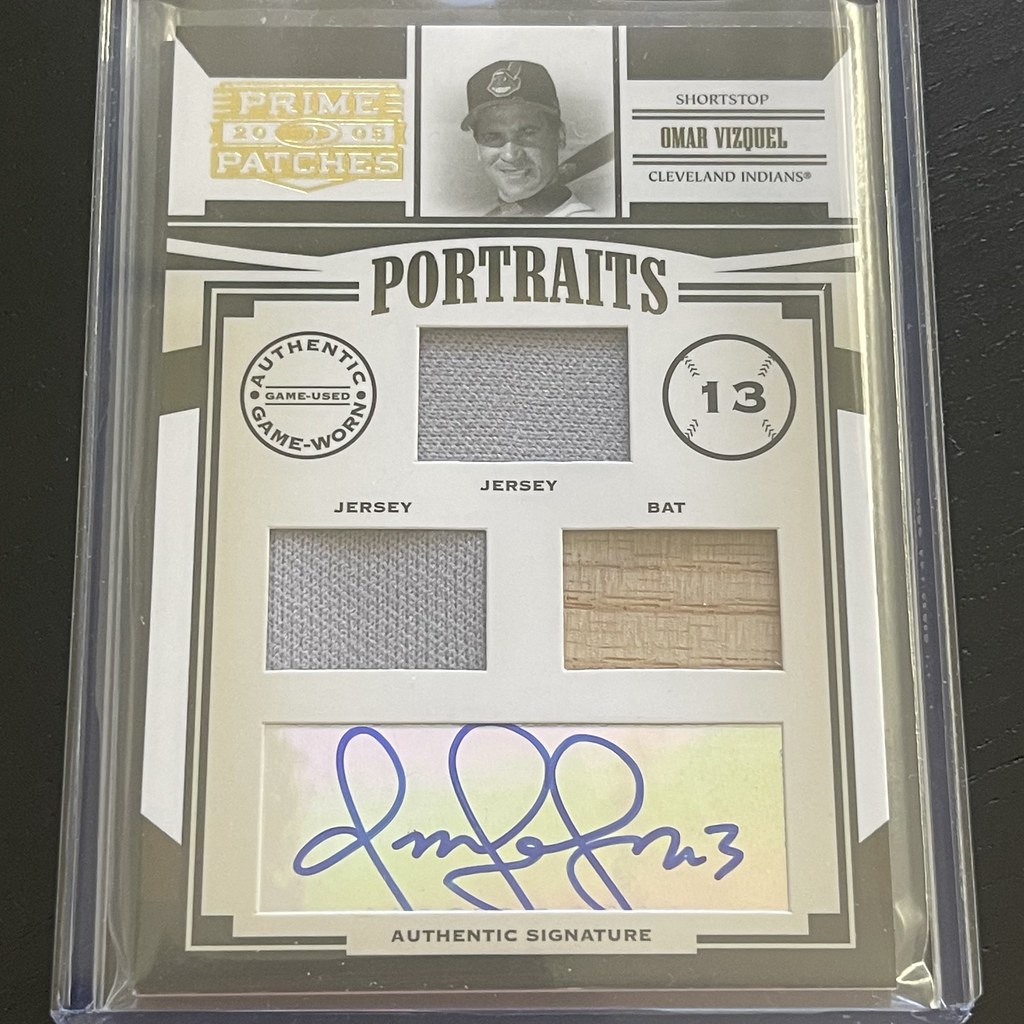 PRIME
2005
PATCHES
SHORTSTOP
OMAR VIZQUEL
CLEVELAND INDIANS®
PORTRAITS
AUTHENTIC
GAME-USED
GAME-WORN
13
JERSEY
JERSEY
BAT
AUTHENTIC SIGNATURE